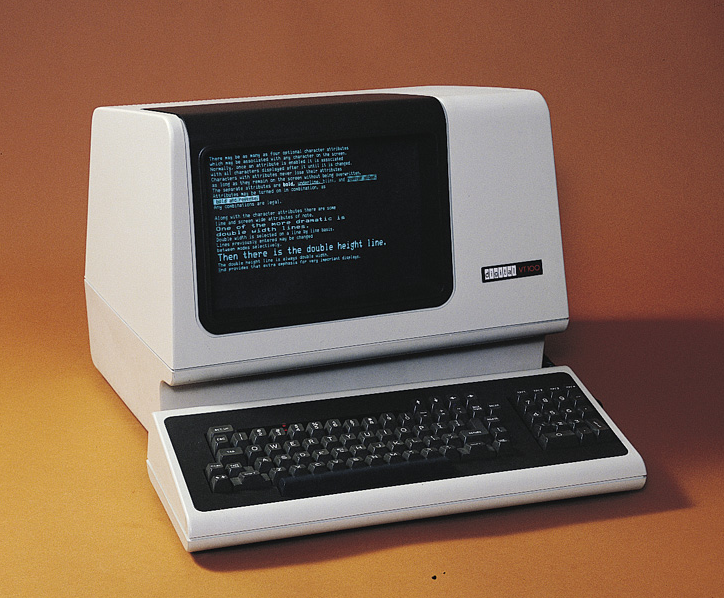 There may be as many as four optional character attributes
which may be associated with any character on the screen.
Normally, once an attribute is enabled it is associated
with all characters displayed after it until it is changed.
Characters with attributes never lose their attributes
as long as they remain on the screen without being overwritten.
The separate attributes are bold, underline, blink, and
Attributes may be turned on in combination, as
bold and reverse
Any combinations are legal.
Along with the character attributes there are some
line and screen wide attributes of note.
One of the more dramatic is
double width lines.
Double width is selected on a line by line basis.
Lines previously entered may be changed
between modes selectively.
Then there is the double height line.
The double height line is always double width.
and provides that extra emphasis for very important displays.
digital VT100
Q W E R T Y U I O P
A S D F G H J K L
Z X C V B N M